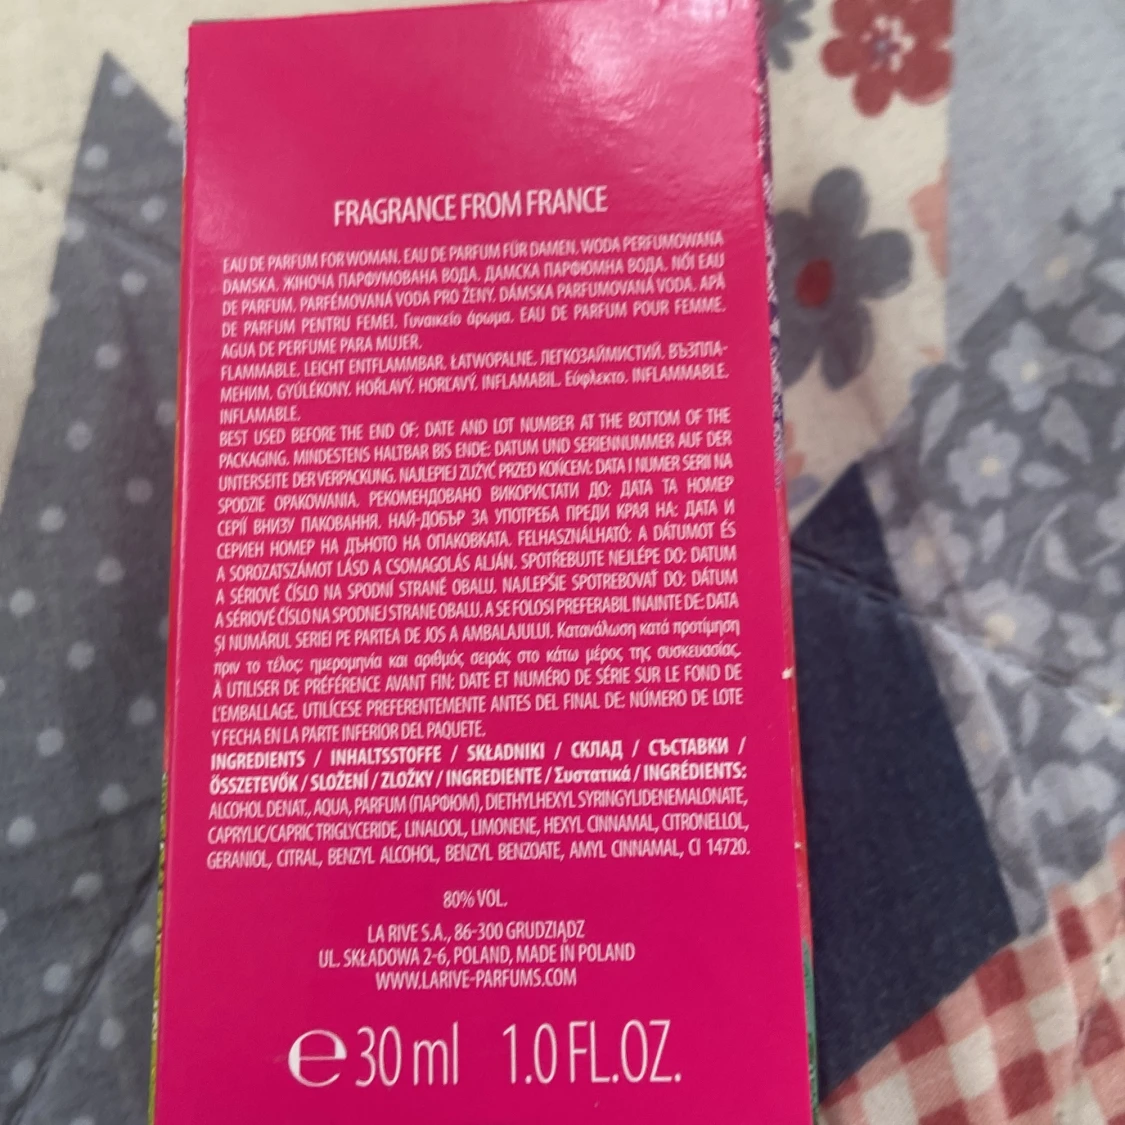 FRAGRANCE FROM FRANCE
EAU DE PARFUM FOR WOMAN. EAU DE PARFUM FÜR DAMEN. WODA PERFUMOWANA
DAMSKA. ЖІНОЧА ПАРФУМОВАНА ВОДА. ДАМСКА ПАРФЮМНА ВОДА. NŐI EAU
DE PARFUM. PARFÉMOVANÁ VODA PRO ŽENY. DÁMSKA PARFUMOVANÁ VODA. APĂ
DE PARFUM PENTRU FEMEI. Γυναικείο άρωμα. EAU DE PARFUM POUR FEMME.
AGUA DE PERFUME PARA MUJER.
FLAMMABLE. LEICHT ENTFLAMMBAR. ŁATWOPALNE. ЛЕГКОЗАЙМИСТИЙ. ВЪЗПЛА-
МЕНИМ. GYÚLÉKONY. HOŘLAVÝ. HORĽAVÝ. INFLAMABIL. Εύφλεκτο. INFLAMMABLE.
INFLAMABLE.
BEST USED BEFORE THE END OF: DATE AND LOT NUMBER AT THE BOTTOM OF THE
PACKAGING. MINDESTENS HALTBAR BIS ENDE: DATUM UND SERIENNUMMER AUF DER
UNTERSEITE DER VERPACKUNG. NAJLEPIEJ ZUŻYĆ PRZED KOŃCEM: DATA I NUMER SERII NA
SPODZIE OPAKOWANIA. РЕКОМЕНДОВАНО ВИКОРИСТАТИ ДО: ДАТА ТА НОМЕР
СЕРІЇ ВНИЗУ ПАКОВАННЯ. НАЙ-ДОБЪР ЗА УПОТРЕБА ПРЕДИ КРАЯ НА: ДАТА И
СЕРИЕН НОМЕР НА ДЪНОТО НА ОПАКОВКАТА. FELHASZNÁLHATÓ: A DÁTUMOT ÉS
A SOROZATSZÁMOT LÁSD A CSOMAGOLÁS ALJÁN. SPOTŘEBUJTE NEJLÉPE DO: DATUM
A SÉRIOVÉ ČÍSLO NA SPODNÍ STRANĚ OBALU. NAJLEPŠIE SPOTREBOVAŤ DO: DÁTUM
A SÉRIOVÉ ČÍSLO NA SPODNEJ STRANE OBALU. A SE FOLOSI PREFERABIL INAINTE DE: DATA
ȘI NUMĂRUL SERIEI PE PARTEA DE JOS A AMBALAJULUI. Κατανάλωση κατά προτίμηση
πριν το τέλος: ημερομηνία και αριθμός σειράς στο κάτω μέρος της συσκευασίας.
À UTILISER DE PRÉFÉRENCE AVANT FIN: DATE ET NUMÉRO DE SÉRIE SUR LE FOND DE
L'EMBALLAGE. UTILÍCESE PREFERENTEMENTE ANTES DEL FINAL DE: NÚMERO DE LOTE
Y FECHA EN LA PARTE INFERIOR DEL PAQUETE.
INGREDIENTS / INHALTSSTOFFE / SKŁADNIKI / СКЛАД / СЪСТАВКИ /
ÖSSZETEVŐK / SLOŽENÍ / ZLOŽKY / INGREDIENTE / Συστατικά / INGRÉDIENTS:
ALCOHOL DENAT., AQUA, PARFUM (ПАРФЮМ), DIETHYLHEXYL SYRINGYLIDENEMALONATE,
CAPRYLIC/CAPRIC TRIGLYCERIDE, LINALOOL, LIMONENE, HEXYL CINNAMAL, CITRONELLOL,
GERANIOL, CITRAL, BENZYL ALCOHOL, BENZYL BENZOATE, AMYL CINNAMAL, CI 14720.
80% VOL.
LA RIVE S.A., 86-300 GRUDZIĄDZ
UL. SKŁADOWA 2-6, POLAND, MADE IN POLAND
WWW.LARIVE-PARFUMS.COM
℮ 30 ml 1.0 FL.OZ.